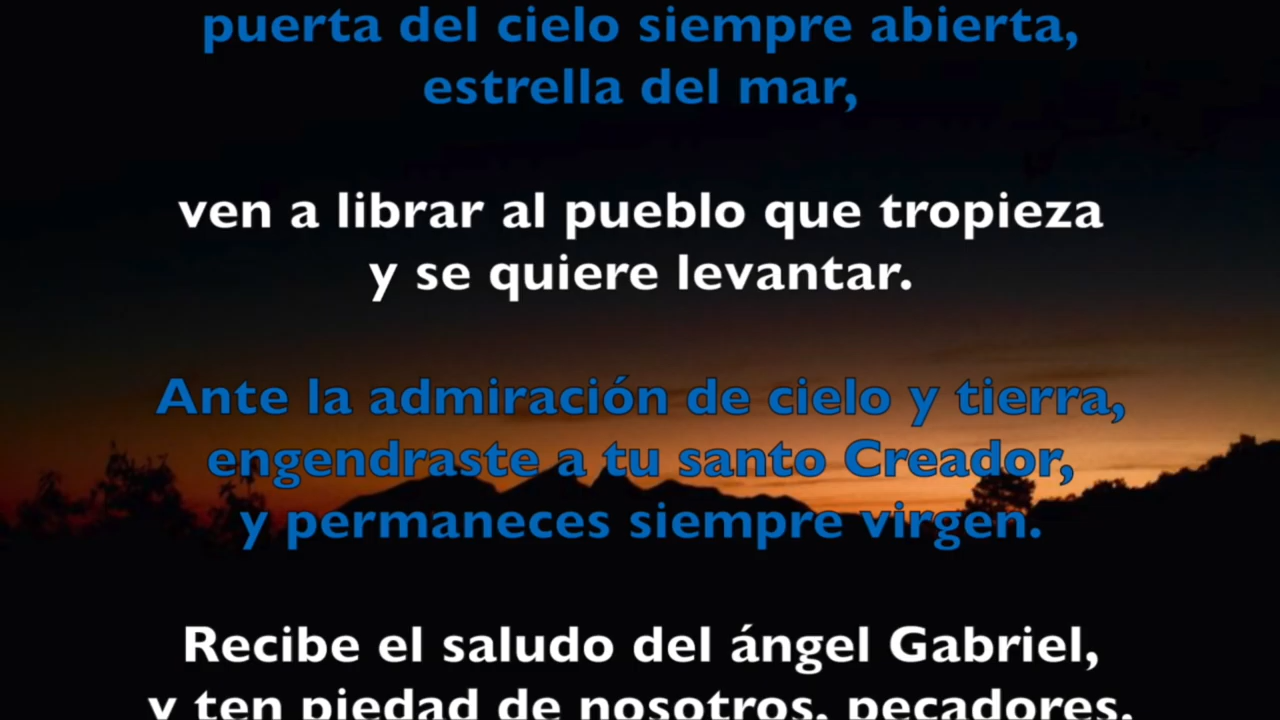 puerta del cielo siempre abierta,
estrella del mar,
ven a librar al pueblo que tropieza
y se quiere levantar.
Ante la admiración de cielo y tierra,
engendraste a tu santo Creador,
y permaneces siempre virgen.
Recibe el saludo del ángel Gabriel,
y ten piedad de nosotros, pecadores.